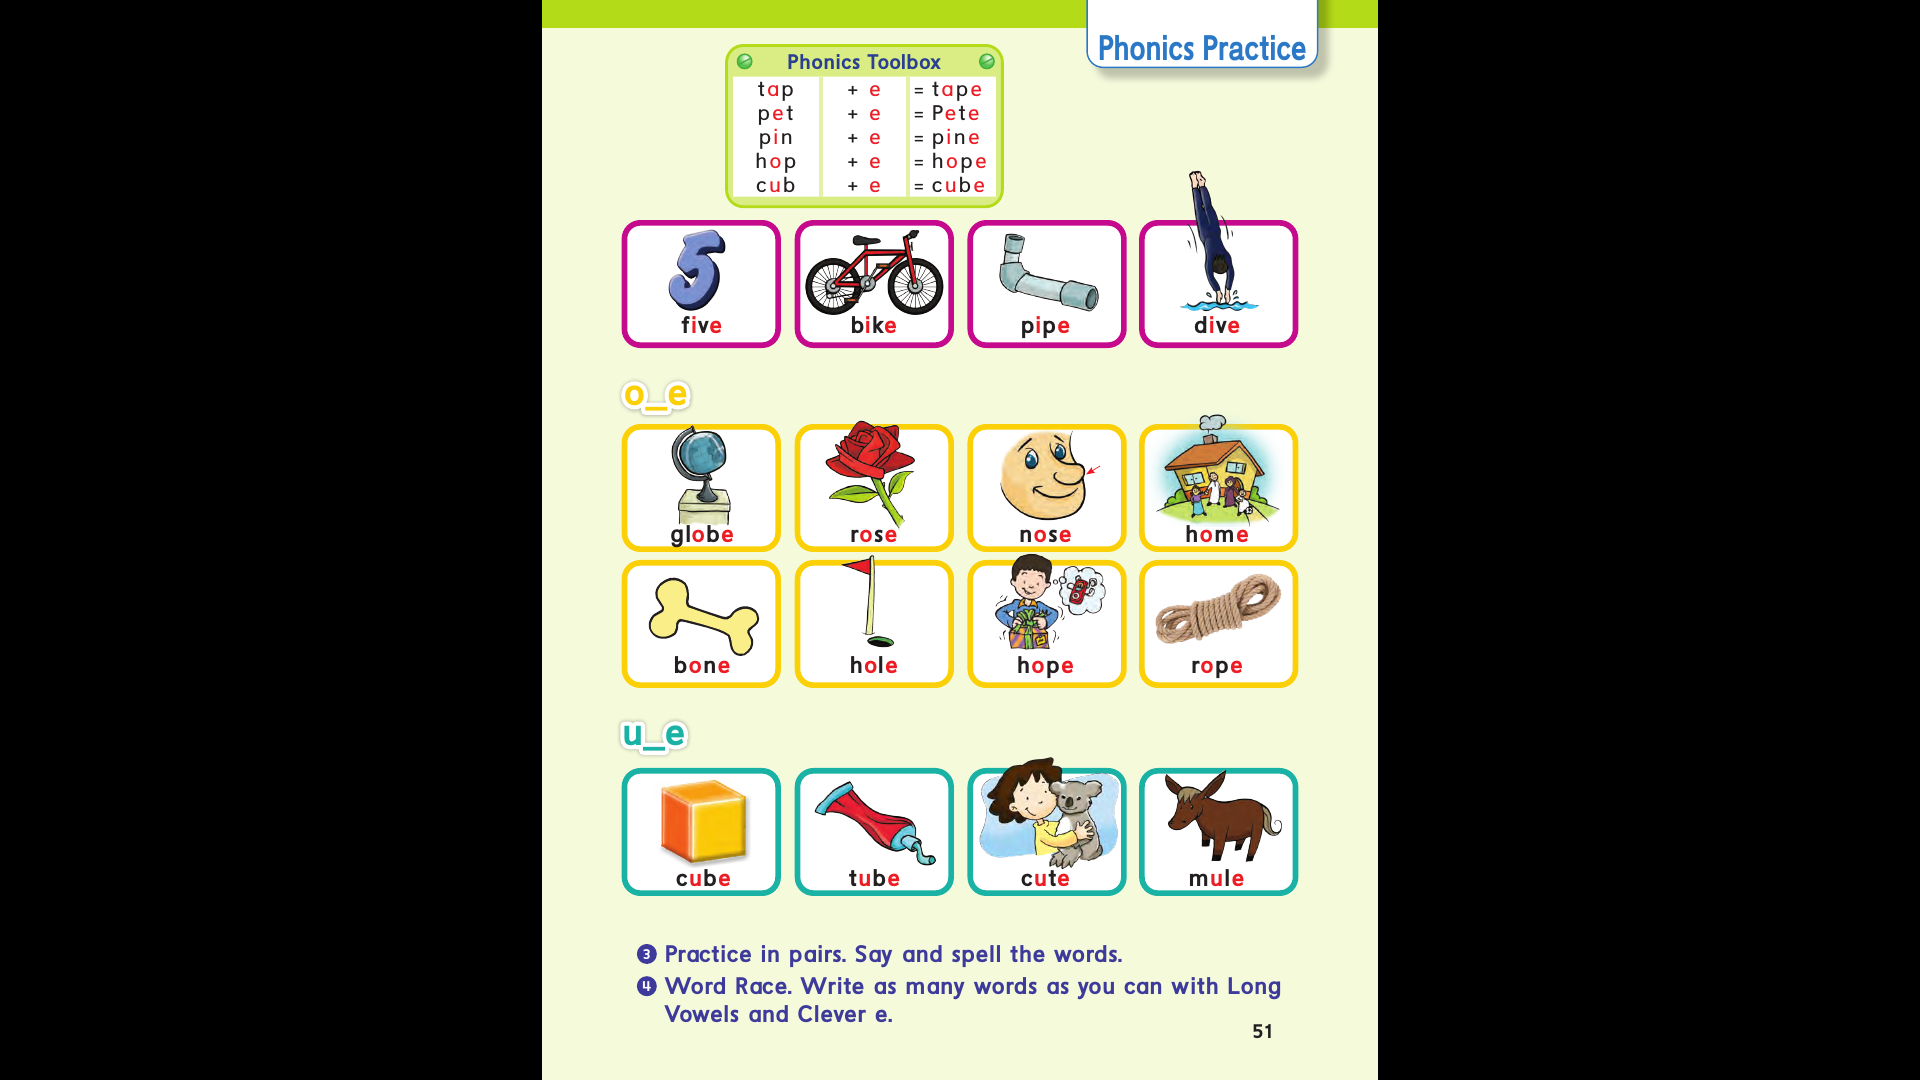 Phonics Practice
Phonics Toolbox
tap + e = tape
pet + e = Pete
pin + e = pine
hop + e = hope
cub + e = cube
5
five bike pipe dive
o_e
globe rose nose home
bone hole hope rope
u_e
cube tube cute mule
3 Practice in pairs. Say and spell the words.
4 Word Race. Write as many words as you can with Long
Vowels and Clever e.
51